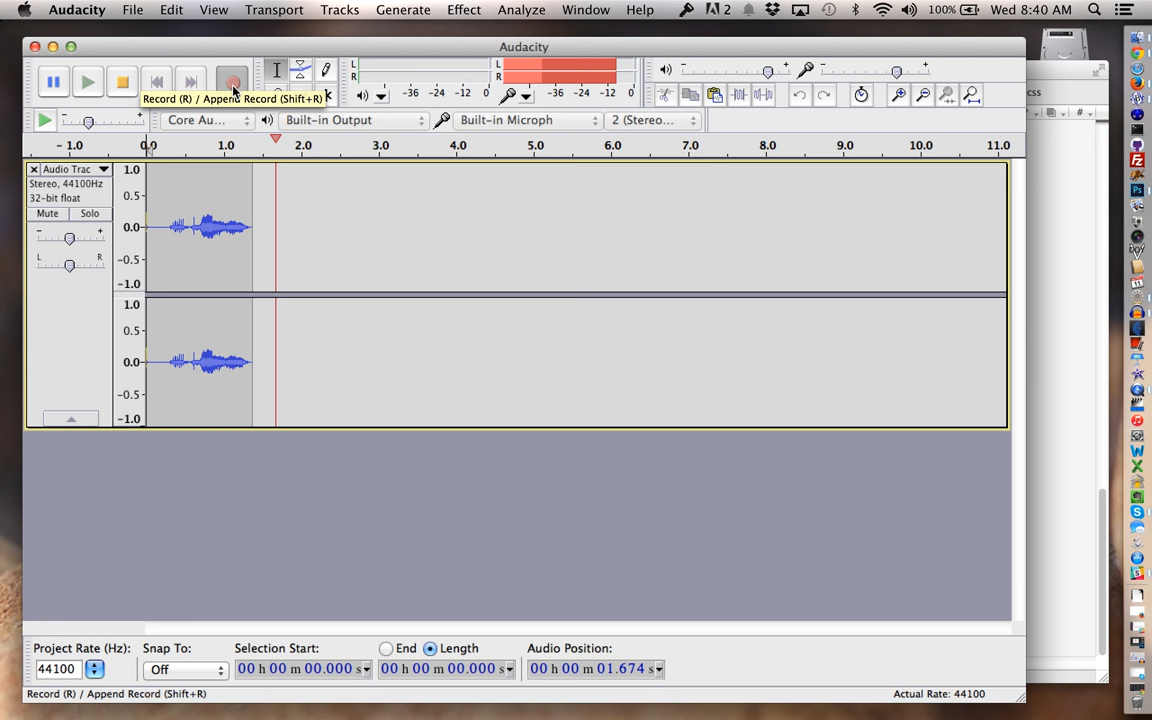 Audacity File Edit View Transport Tracks Generate Effect Analyze Window Help 2 100% Wed 8:40 AM
Audacity
L R -36 -24 -12 0 L R -36 -24 -12 0
Record (R) / Append Record (Shift+R)
css
Core Au... Built-in Output Built-in Microph 2 (Stereo...
- 1.0 0.0 1.0 2.0 3.0 4.0 5.0 6.0 7.0 8.0 9.0 10.0 11.0
Audio Trac 1.0
Stereo, 44100Hz
32-bit float 0.5
Mute Solo
- + 0.0
L R -0.5
-1.0
1.0
0.5
0.0
-0.5
-1.0
Project Rate (Hz): Snap To: Selection Start: End Length Audio Position:
44100 Off 00 h 00 m 00.000 s 00 h 00 m 00.000 s 00 h 00 m 01.674 s
Record (R) / Append Record (Shift+R) Actual Rate: 44100